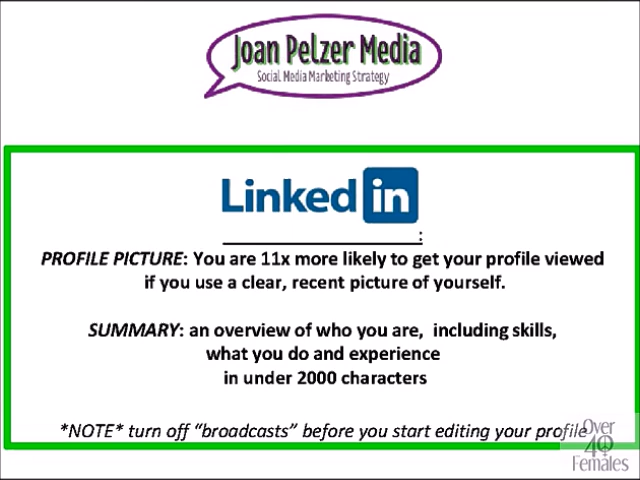 Joan Pelzer Media
Social Media Marketing Strategy
Linked in
:
PROFILE PICTURE: You are 11x more likely to get your profile viewed
if you use a clear, recent picture of yourself.
SUMMARY: an overview of who you are, including skills,
what you do and experience
in under 2000 characters
*NOTE* turn off “broadcasts” before you start editing your profile
Over
40
Females